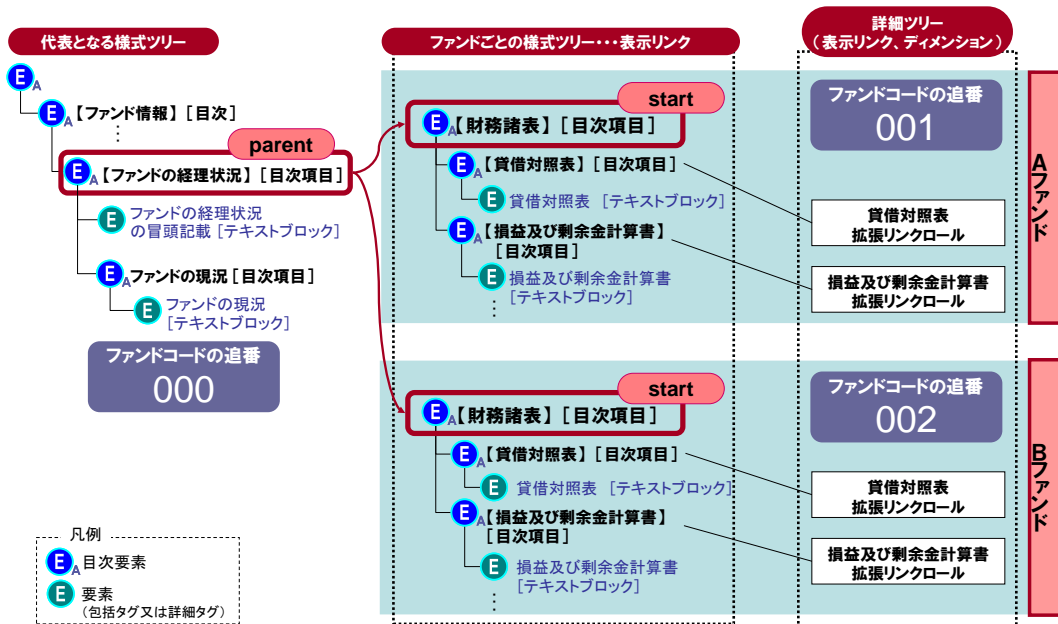 代表となる様式ツリー
E A
E A 【ファンド情報】[目次]
⋮
parent
E A 【ファンドの経理状況】[目次項目]
E ファンドの経理状況
の冒頭記載 [テキストブロック]
E A ファンドの現況 [目次項目]
E ファンドの現況
[テキストブロック]
ファンドコードの追番
000
凡例
E A 目次要素
E 要素
(包括タグ又は詳細タグ)
ファンドごとの様式ツリー・・・表示リンク
start
E A 【財務諸表】[目次項目]
E A 【貸借対照表】[目次項目]
E 貸借対照表 [テキストブロック]
E A 【損益及び剰余金計算書】
[目次項目]
E 損益及び剰余金計算書
[テキストブロック]
⋮
start
E A 【財務諸表】[目次項目]
E A 【貸借対照表】[目次項目]
E 貸借対照表 [テキストブロック]
E A 【損益及び剰余金計算書】
[目次項目]
E 損益及び剰余金計算書
[テキストブロック]
⋮
詳細ツリー
(表示リンク、ディメンション)
ファンドコードの追番
001
貸借対照表
拡張リンクロール
損益及び剰余金計算書
拡張リンクロール
Aファンド
ファンドコードの追番
002
貸借対照表
拡張リンクロール
損益及び剰余金計算書
拡張リンクロール
Bファンド